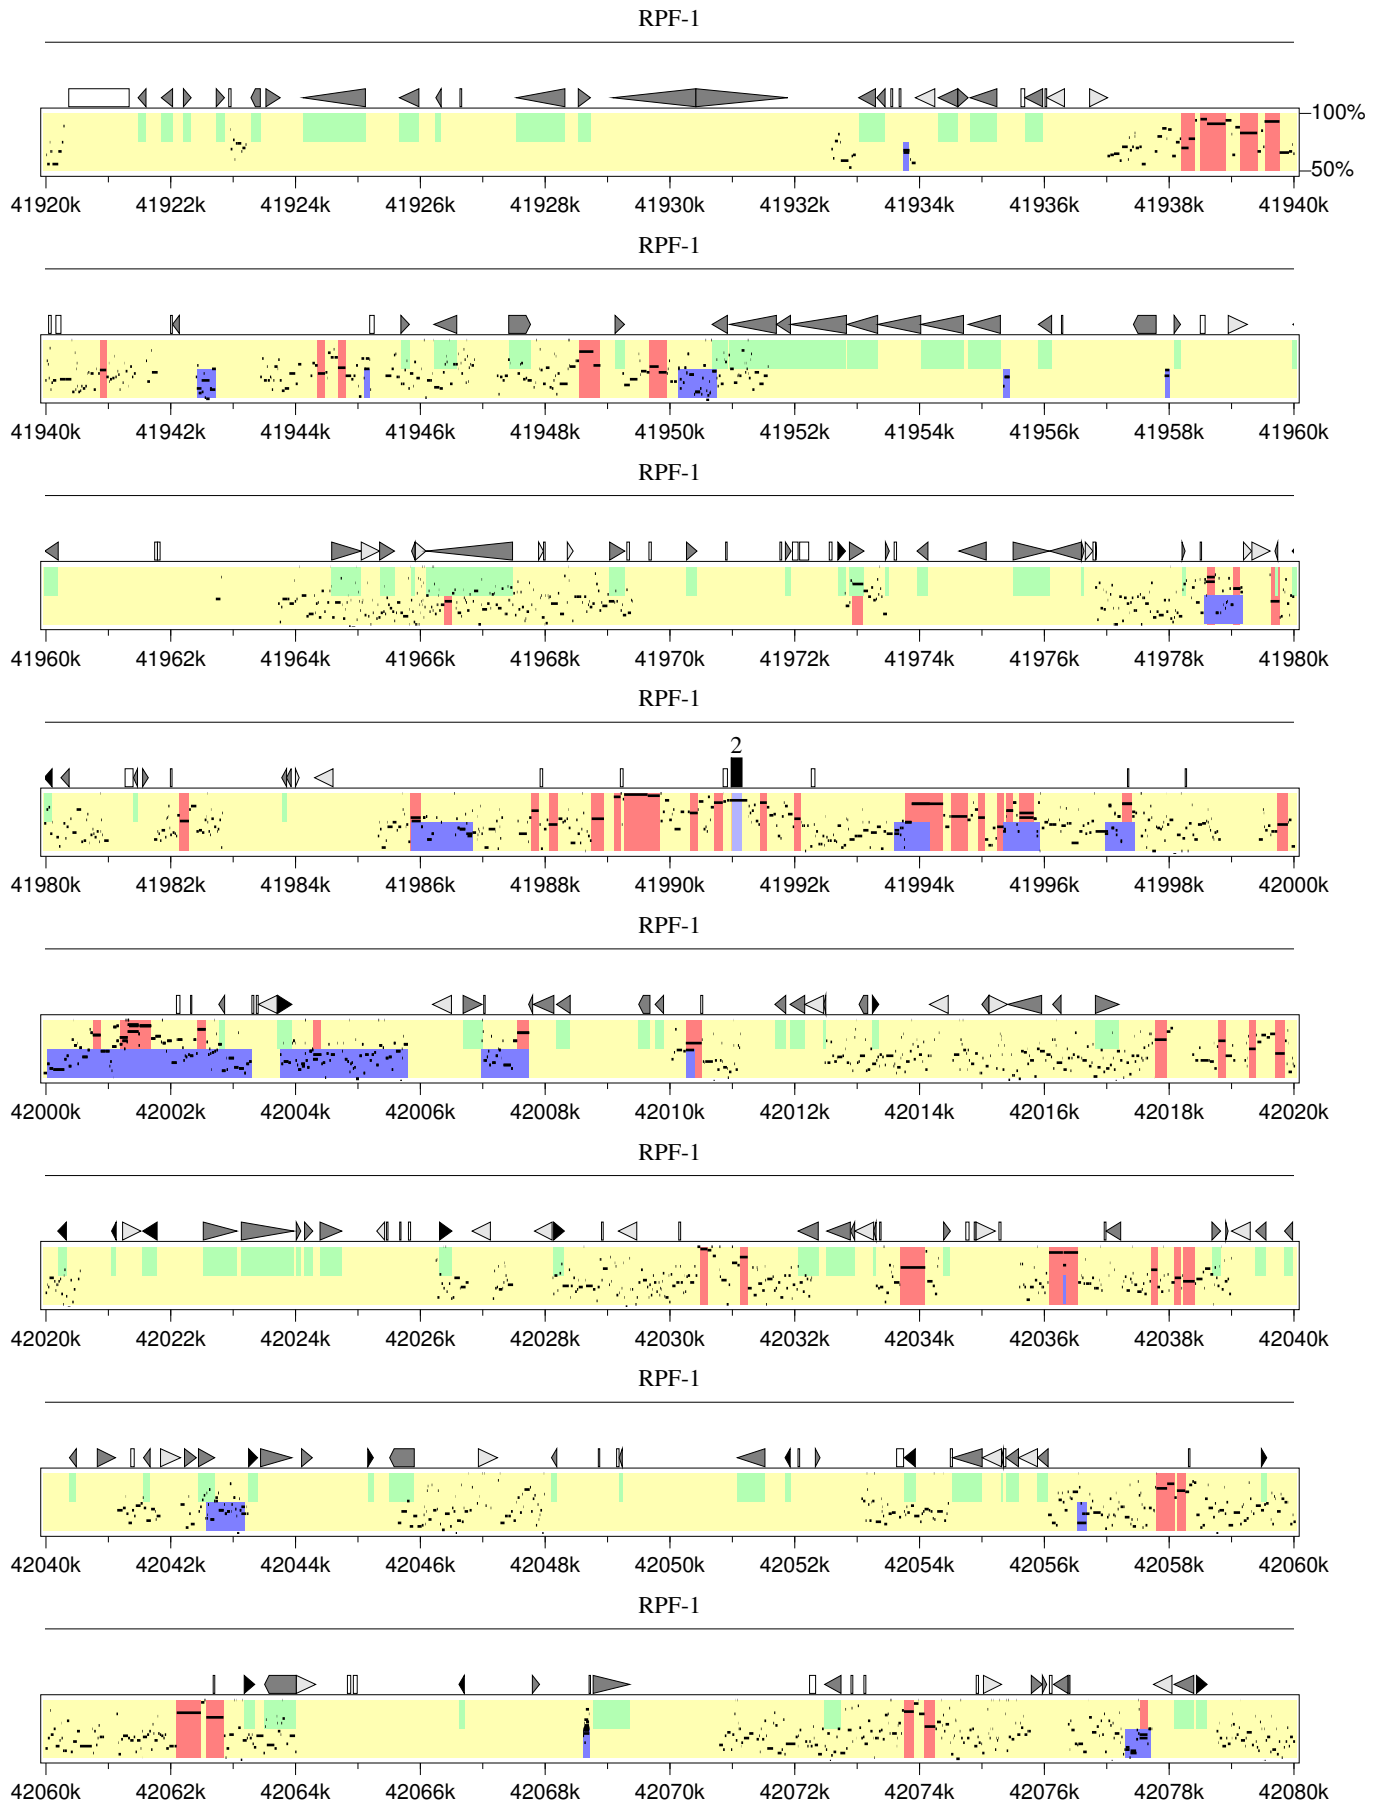 RPF-1
100%
50%
41920k 41922k 41924k 41926k 41928k 41930k 41932k 41934k 41936k 41938k 41940k
RPF-1
41940k 41942k 41944k 41946k 41948k 41950k 41952k 41954k 41956k 41958k 41960k
RPF-1
41960k 41962k 41964k 41966k 41968k 41970k 41972k 41974k 41976k 41978k 41980k
RPF-1
2
41980k 41982k 41984k 41986k 41988k 41990k 41992k 41994k 41996k 41998k 42000k
RPF-1
42000k 42002k 42004k 42006k 42008k 42010k 42012k 42014k 42016k 42018k 42020k
RPF-1
42020k 42022k 42024k 42026k 42028k 42030k 42032k 42034k 42036k 42038k 42040k
RPF-1
42040k 42042k 42044k 42046k 42048k 42050k 42052k 42054k 42056k 42058k 42060k
RPF-1
42060k 42062k 42064k 42066k 42068k 42070k 42072k 42074k 42076k 42078k 42080k